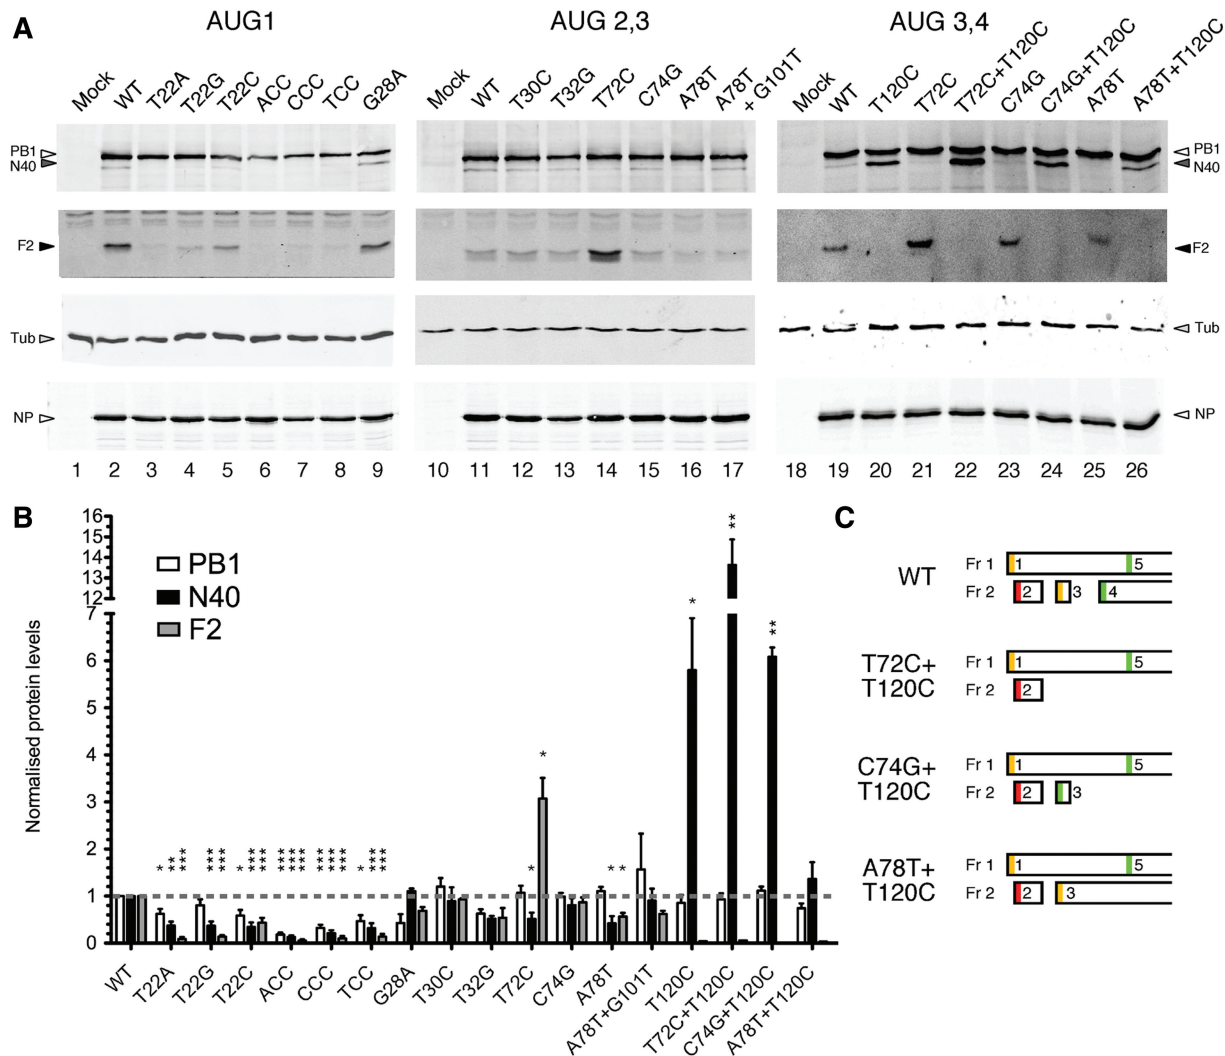 A
AUG1
AUG 2,3
AUG 3,4
Mock WT T22A T22G T22C ACC CCC TCC G28A
Mock WT T30C T32G T72C C74G A78T A78T + G101T
Mock WT T120C T72C T72C+T120C C74G C74G+T120C A78T A78T+T120C
PB1
N40
PB1
N40
F2
F2
Tub
Tub
NP
NP
1 2 3 4 5 6 7 8 9 10 11 12 13 14 15 16 17 18 19 20 21 22 23 24 25 26
B
Normalised protein levels
16
15
14
13
12
7
6
5
4
3
2
1
0
PB1
N40
F2
* ** *** *** *** * *** *** *** *** *** *** *** *** * *** *** * * * * * ** **
WT T22A T22G T22C ACC CCC TCC G28A T30C T32G T72C C74G A78T A78T+G101T T120C T72C+T120C C74G+T120C A78T+T120C
C
WT
Fr 1 1 5
Fr 2 2 3 4
T72C+
T120C
Fr 1 1 5
Fr 2 2
C74G+
T120C
Fr 1 1 5
Fr 2 2 3
A78T+
T120C
Fr 1 1 5
Fr 2 2 3